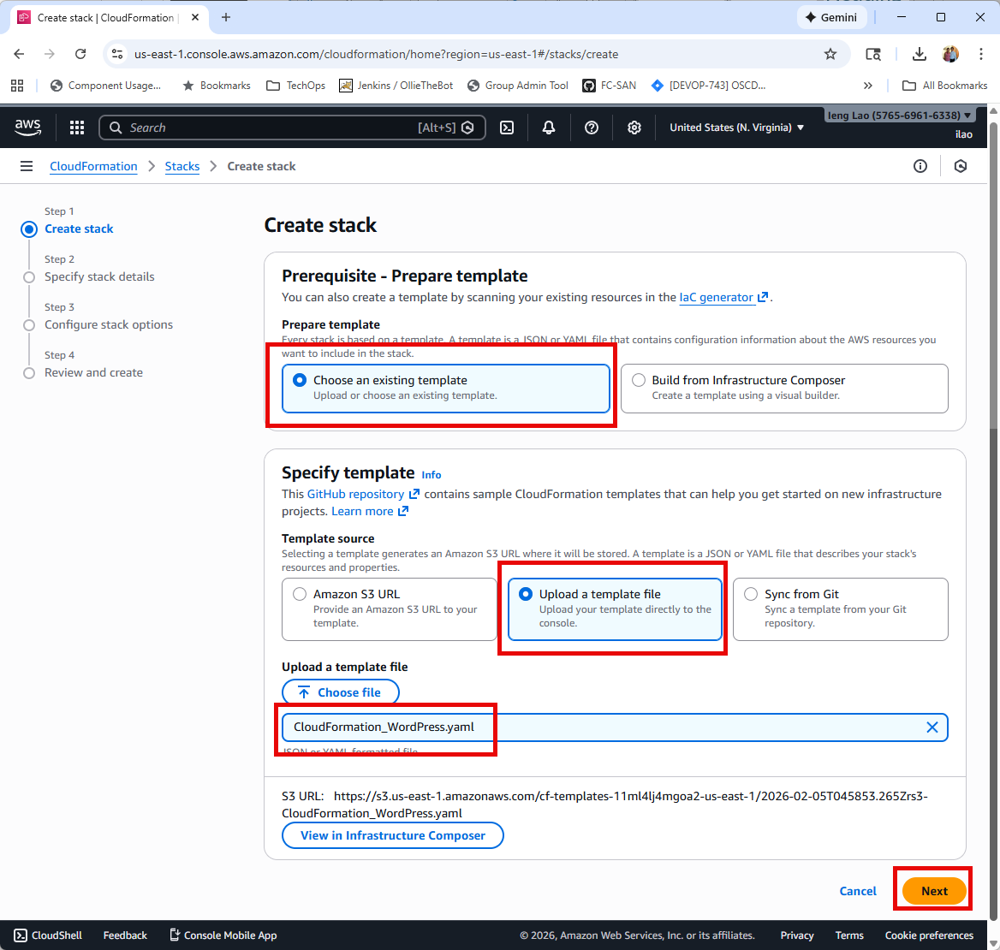 Create stack | CloudFormation
Gemini
us-east-1.console.aws.amazon.com/cloudformation/home?region=us-east-1#/stacks/create
Component Usage...
Bookmarks
TechOps
Jenkins / OllieTheBot
Group Admin Tool
FC-SAN
[DEVOP-743] OSCD...
All Bookmarks
aws
Search
[Alt+S]
United States (N. Virginia)
Ieng Lao (5765-6961-6338)
ilao
CloudFormation
Stacks
Create stack
Step 1
Create stack
Step 2
Specify stack details
Step 3
Configure stack options
Step 4
Review and create
Create stack
Prerequisite - Prepare template
You can also create a template by scanning your existing resources in the IaC generator.
Prepare template
Every stack is based on a template. A template is a JSON or YAML file that contains configuration information about the AWS resources you
want to include in the stack.
Choose an existing template
Upload or choose an existing template.
Build from Infrastructure Composer
Create a template using a visual builder.
Specify template Info
This GitHub repository contains sample CloudFormation templates that can help you get started on new infrastructure
projects. Learn more
Template source
Selecting a template generates an Amazon S3 URL where it will be stored. A template is a JSON or YAML file that describes your stack's
resources and properties.
Amazon S3 URL
Provide an Amazon S3 URL to your
template.
Upload a template file
Upload your template directly to the
console.
Sync from Git
Sync a template from your Git
repository.
Upload a template file
Choose file
CloudFormation_WordPress.yaml
JSON or YAML formatted file
S3 URL: https://s3.us-east-1.amazonaws.com/cf-templates-11ml4lj4mgoa2-us-east-1/2026-02-05T045853.265Zrs3-
CloudFormation_WordPress.yaml
View in Infrastructure Composer
Cancel
Next
CloudShell
Feedback
Console Mobile App
© 2026, Amazon Web Services, Inc. or its affiliates.
Privacy
Terms
Cookie preferences